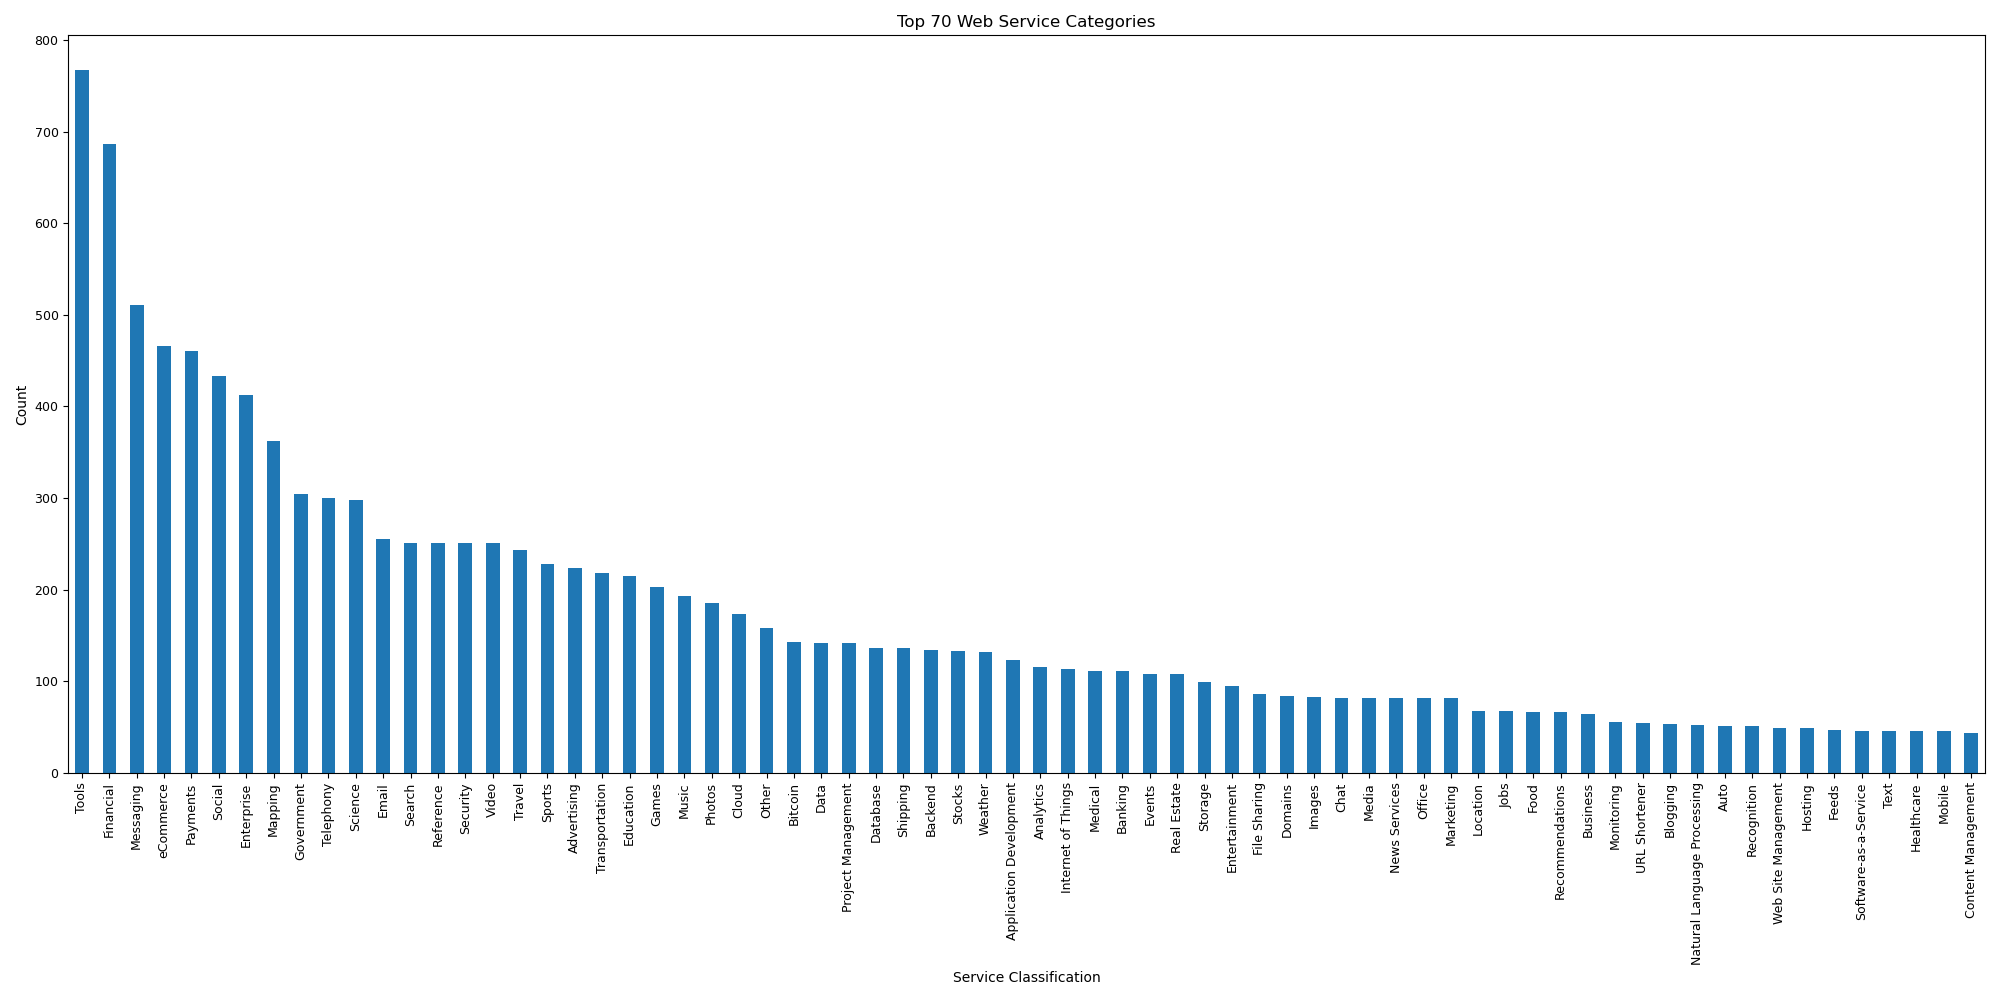 Top 70 Web Service Categories
800
700
600
500
400
300
200
100
0
Count
Tools
Financial
Messaging
eCommerce
Payments
Social
Enterprise
Mapping
Government
Telephony
Science
Email
Search
Reference
Security
Video
Travel
Sports
Advertising
Transportation
Education
Games
Music
Photos
Cloud
Other
Bitcoin
Data
Project Management
Database
Shipping
Backend
Stocks
Weather
Application Development
Analytics
Internet of Things
Medical
Banking
Events
Real Estate
Storage
Entertainment
File Sharing
Domains
Images
Chat
Media
News Services
Office
Marketing
Location
Jobs
Food
Recommendations
Business
Monitoring
URL Shortener
Blogging
Natural Language Processing
Auto
Recognition
Web Site Management
Hosting
Feeds
Software-as-a-Service
Text
Healthcare
Mobile
Content Management
Service Classification